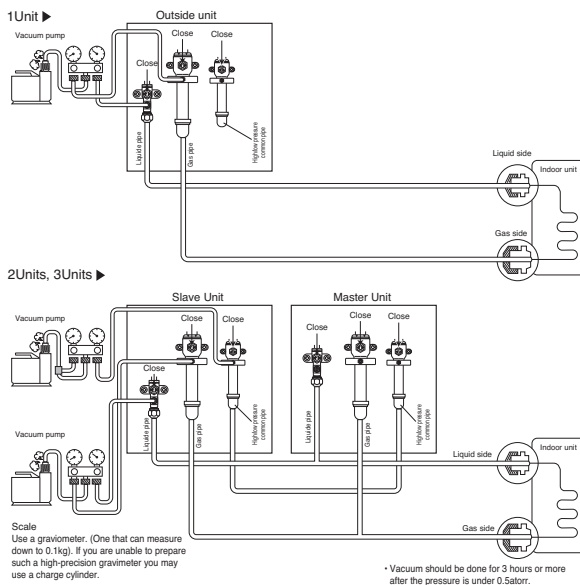 1Unit ▶
Outside unit
Vacuum pump
Close
Close
Close
Liquide pipe
Gas pipe
High/low pressure
common pipe
Liquid side
Indoor unit
Gas side
2Units, 3Units ▶
Slave Unit
Master Unit
Vacuum pump
Close
Close
Close
Close
Close
Close
Liquide pipe
Gas pipe
High/low pressure
common pipe
Liquide pipe
Gas pipe
High/low pressure
common pipe
Vacuum pump
Liquid side
Indoor unit
Gas side
Scale
Use a graviometer. (One that can measure
down to 0.1kg). If you are unable to prepare
such a high-precision gravimeter you may
use a charge cylinder.
• Vacuum should be done for 3 hours or more
after the pressure is under 0.5atorr.